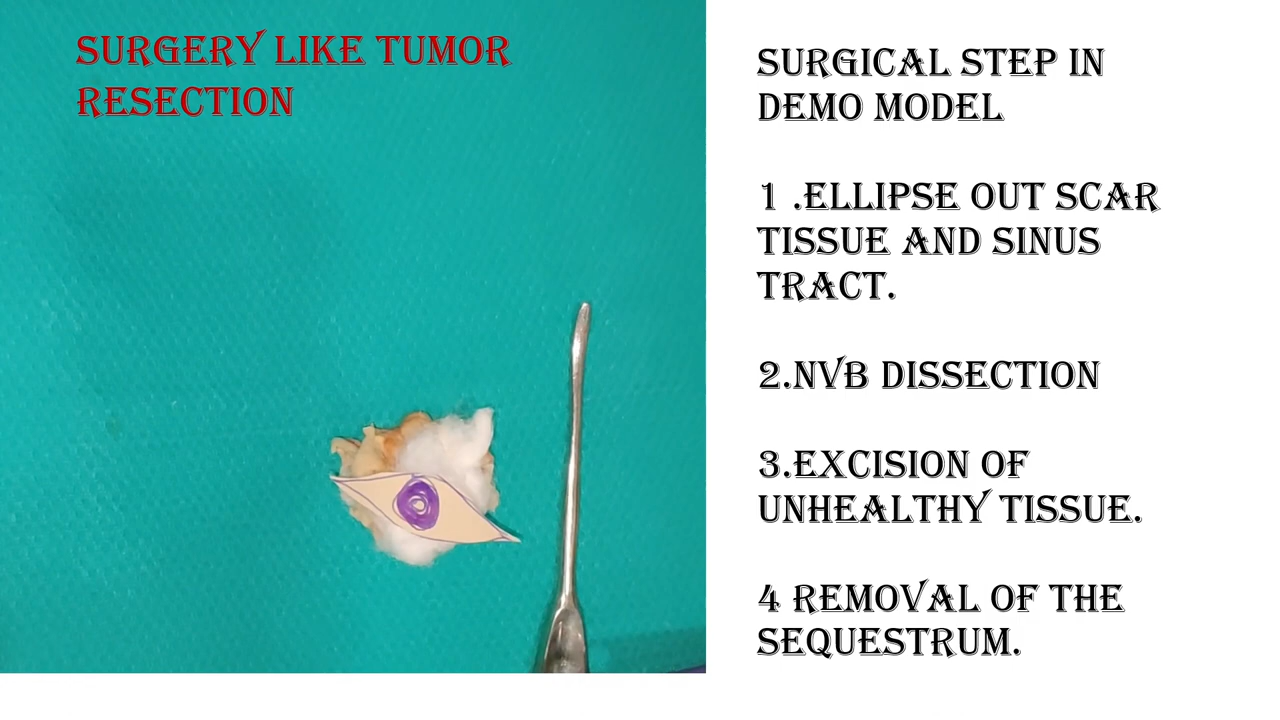 SURGERY LIKE TUMOR
RESECTION
SURGICAL STEP IN
DEMO MODEL
1 .ELLIPSE OUT SCAR
TISSUE AND SINUS
TRACT.
2.NVB DISSECTION
3.EXCISION OF
UNHEALTHY TISSUE.
4 REMOVAL OF THE
SEQUESTRUM.